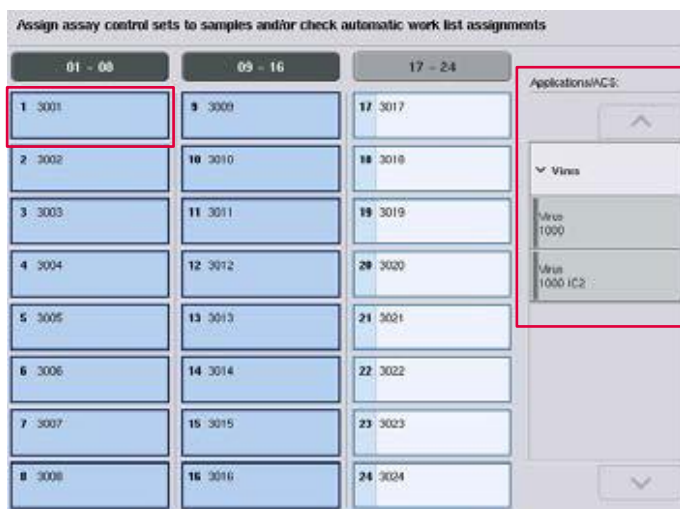 Assign assay control sets to samples and/or check automatic work list assignments
01 - 08 09 - 16 17 - 24
Applications/ACS:
1 3001 9 3009 17 3017
2 3002 10 3010 18 3018
Virus
3 3003 11 3011 19 3019
Virus
1000
4 3004 12 3012 20 3020
Virus
1000 IC2
5 3005 13 3013 21 3021
6 3006 14 3014 22 3022
7 3007 15 3015 23 3023
8 3008 16 3016 24 3024